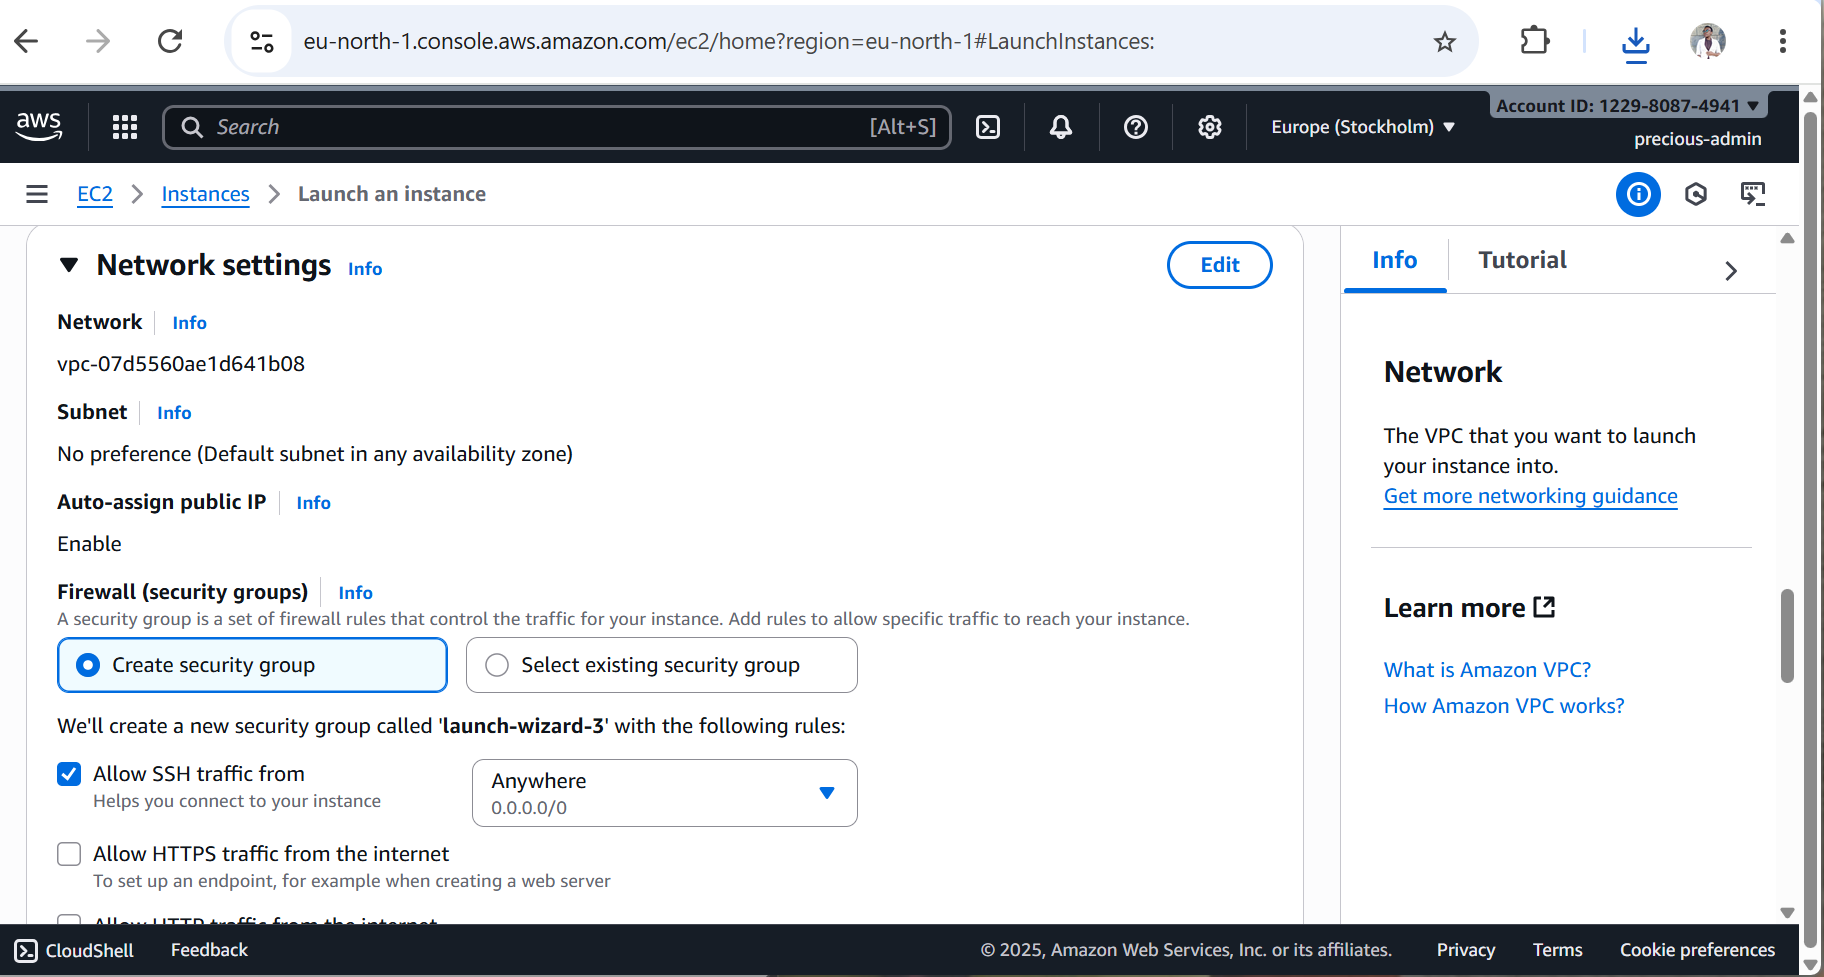 eu-north-1.console.aws.amazon.com/ec2/home?region=eu-north-1#LaunchInstances:
aws
Search
[Alt+S]
Europe (Stockholm)
Account ID: 1229-8087-4941
precious-admin
EC2
Instances
Launch an instance
Network settings Info
Edit
Network Info
vpc-07d5560ae1d641b08
Subnet Info
No preference (Default subnet in any availability zone)
Auto-assign public IP Info
Enable
Firewall (security groups) Info
A security group is a set of firewall rules that control the traffic for your instance. Add rules to allow specific traffic to reach your instance.
Create security group
Select existing security group
We'll create a new security group called 'launch-wizard-3' with the following rules:
Allow SSH traffic from
Helps you connect to your instance
Anywhere
0.0.0.0/0
Allow HTTPS traffic from the internet
To set up an endpoint, for example when creating a web server
Allow HTTP traffic from the internet
Info
Tutorial
Network
The VPC that you want to launch
your instance into.
Get more networking guidance
Learn more
What is Amazon VPC?
How Amazon VPC works?
CloudShell
Feedback
© 2025, Amazon Web Services, Inc. or its affiliates.
Privacy
Terms
Cookie preferences